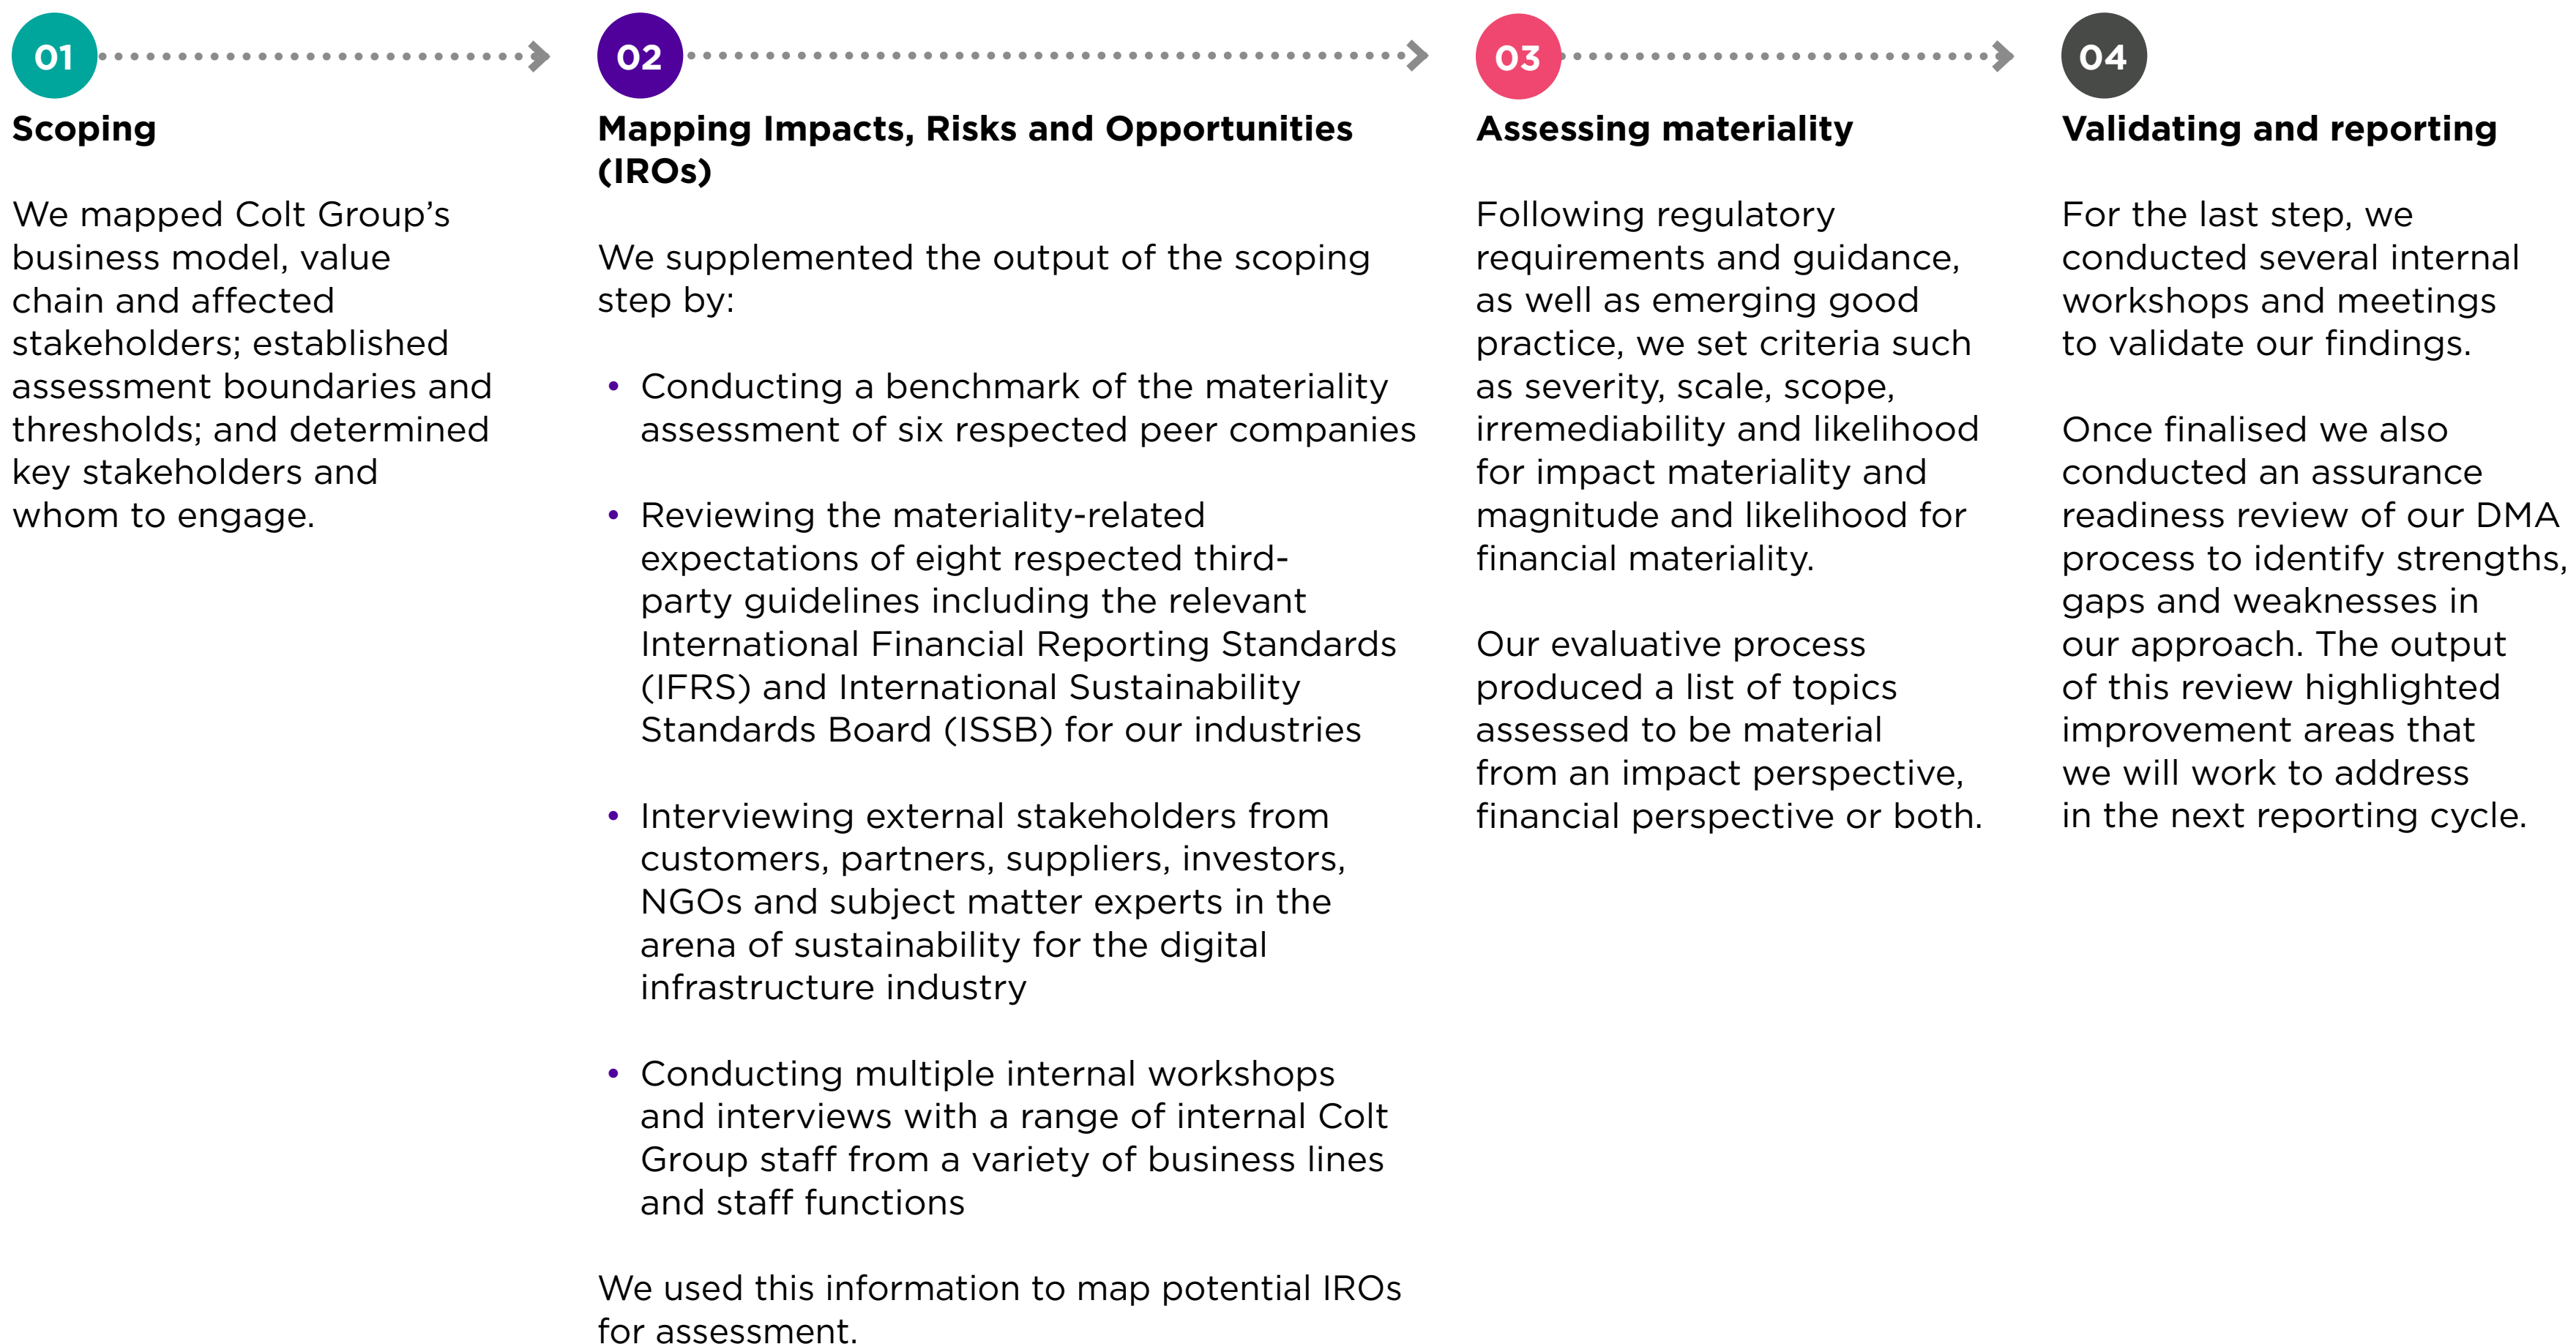 01
Scoping
We mapped Colt Group’s
business model, value
chain and affected
stakeholders; established
assessment boundaries and
thresholds; and determined
key stakeholders and
whom to engage.
02
Mapping Impacts, Risks and Opportunities
(IROs)
We supplemented the output of the scoping
step by:
• Conducting a benchmark of the materiality
assessment of six respected peer companies
• Reviewing the materiality-related
expectations of eight respected third-
party guidelines including the relevant
International Financial Reporting Standards
(IFRS) and International Sustainability
Standards Board (ISSB) for our industries
• Interviewing external stakeholders from
customers, partners, suppliers, investors,
NGOs and subject matter experts in the
arena of sustainability for the digital
infrastructure industry
• Conducting multiple internal workshops
and interviews with a range of internal Colt
Group staff from a variety of business lines
and staff functions
We used this information to map potential IROs
for assessment.
03
Assessing materiality
Following regulatory
requirements and guidance,
as well as emerging good
practice, we set criteria such
as severity, scale, scope,
irremediability and likelihood
for impact materiality and
magnitude and likelihood for
financial materiality.
Our evaluative process
produced a list of topics
assessed to be material
from an impact perspective,
financial perspective or both.
04
Validating and reporting
For the last step, we
conducted several internal
workshops and meetings
to validate our findings.
Once finalised we also
conducted an assurance
readiness review of our DMA
process to identify strengths,
gaps and weaknesses in
our approach. The output
of this review highlighted
improvement areas that
we will work to address
in the next reporting cycle.